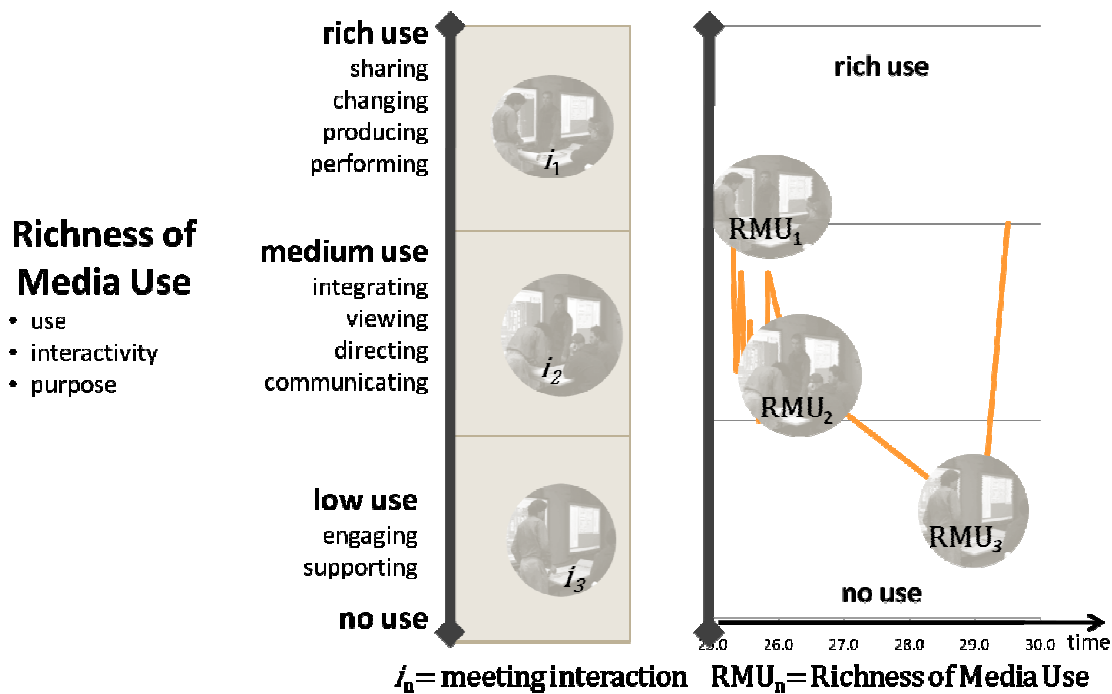 Richness of
Media Use
• use
• interactivity
• purpose
rich use
sharing
changing
producing
performing
medium use
integrating
viewing
directing
communicating
low use
engaging
supporting
no use
i1
i2
i3
in= meeting interaction
rich use
RMU1
RMU2
RMU3
no use
25.0 26.0 27.0 28.0 29.0 30.0 time
RMUn= Richness of Media Use